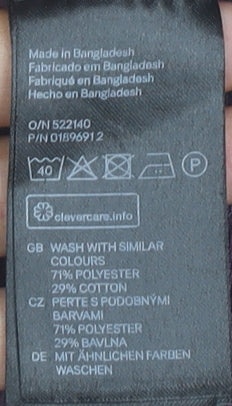 Made in Bangladesh
Fabricado em Bangladesh
Fabriqué en Bangladesh
Hecho en Bangladesh
O/N 522140
P/N 01896912
40 P
clevercare.info
GB WASH WITH SIMILAR
COLOURS
71% POLYESTER
29% COTTON
CZ PERTE S PODOBNÝMI
BARVAMI
71% POLYESTER
29% BAVLNA
DE MIT ÄHNLICHEN FARBEN
WASCHEN